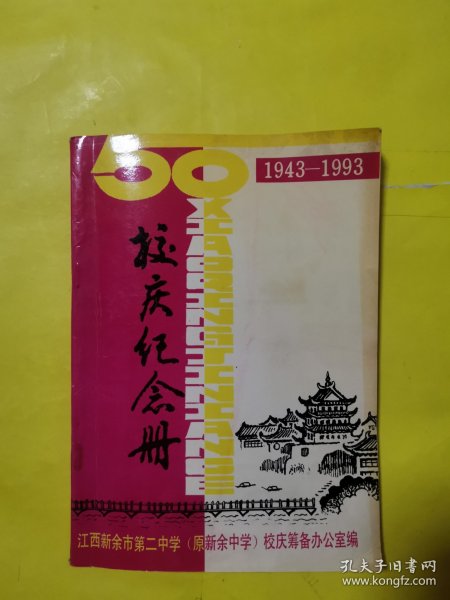 50
1943—1993
校庆纪念册
XIAOQINGJINIANCE
江西新余市第二中学（原新余中学）校庆筹备办公室编
孔夫子旧书网
www.kongfz.com